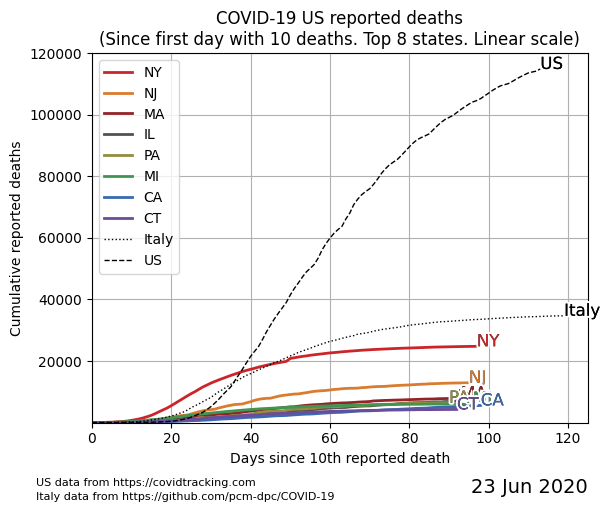 COVID-19 US reported deaths
(Since first day with 10 deaths. Top 8 states. Linear scale)
120000
100000
80000
60000
40000
20000
Cumulative reported deaths
NY
NJ
MA
IL
PA
MI
CA
CT
Italy
US
US
Italy
NY
NJ
PA
CA
CT
0
20
40
60
80
100
120
Days since 10th reported death
US data from https://covidtracking.com
Italy data from https://github.com/pcm-dpc/COVID-19
23 Jun 2020